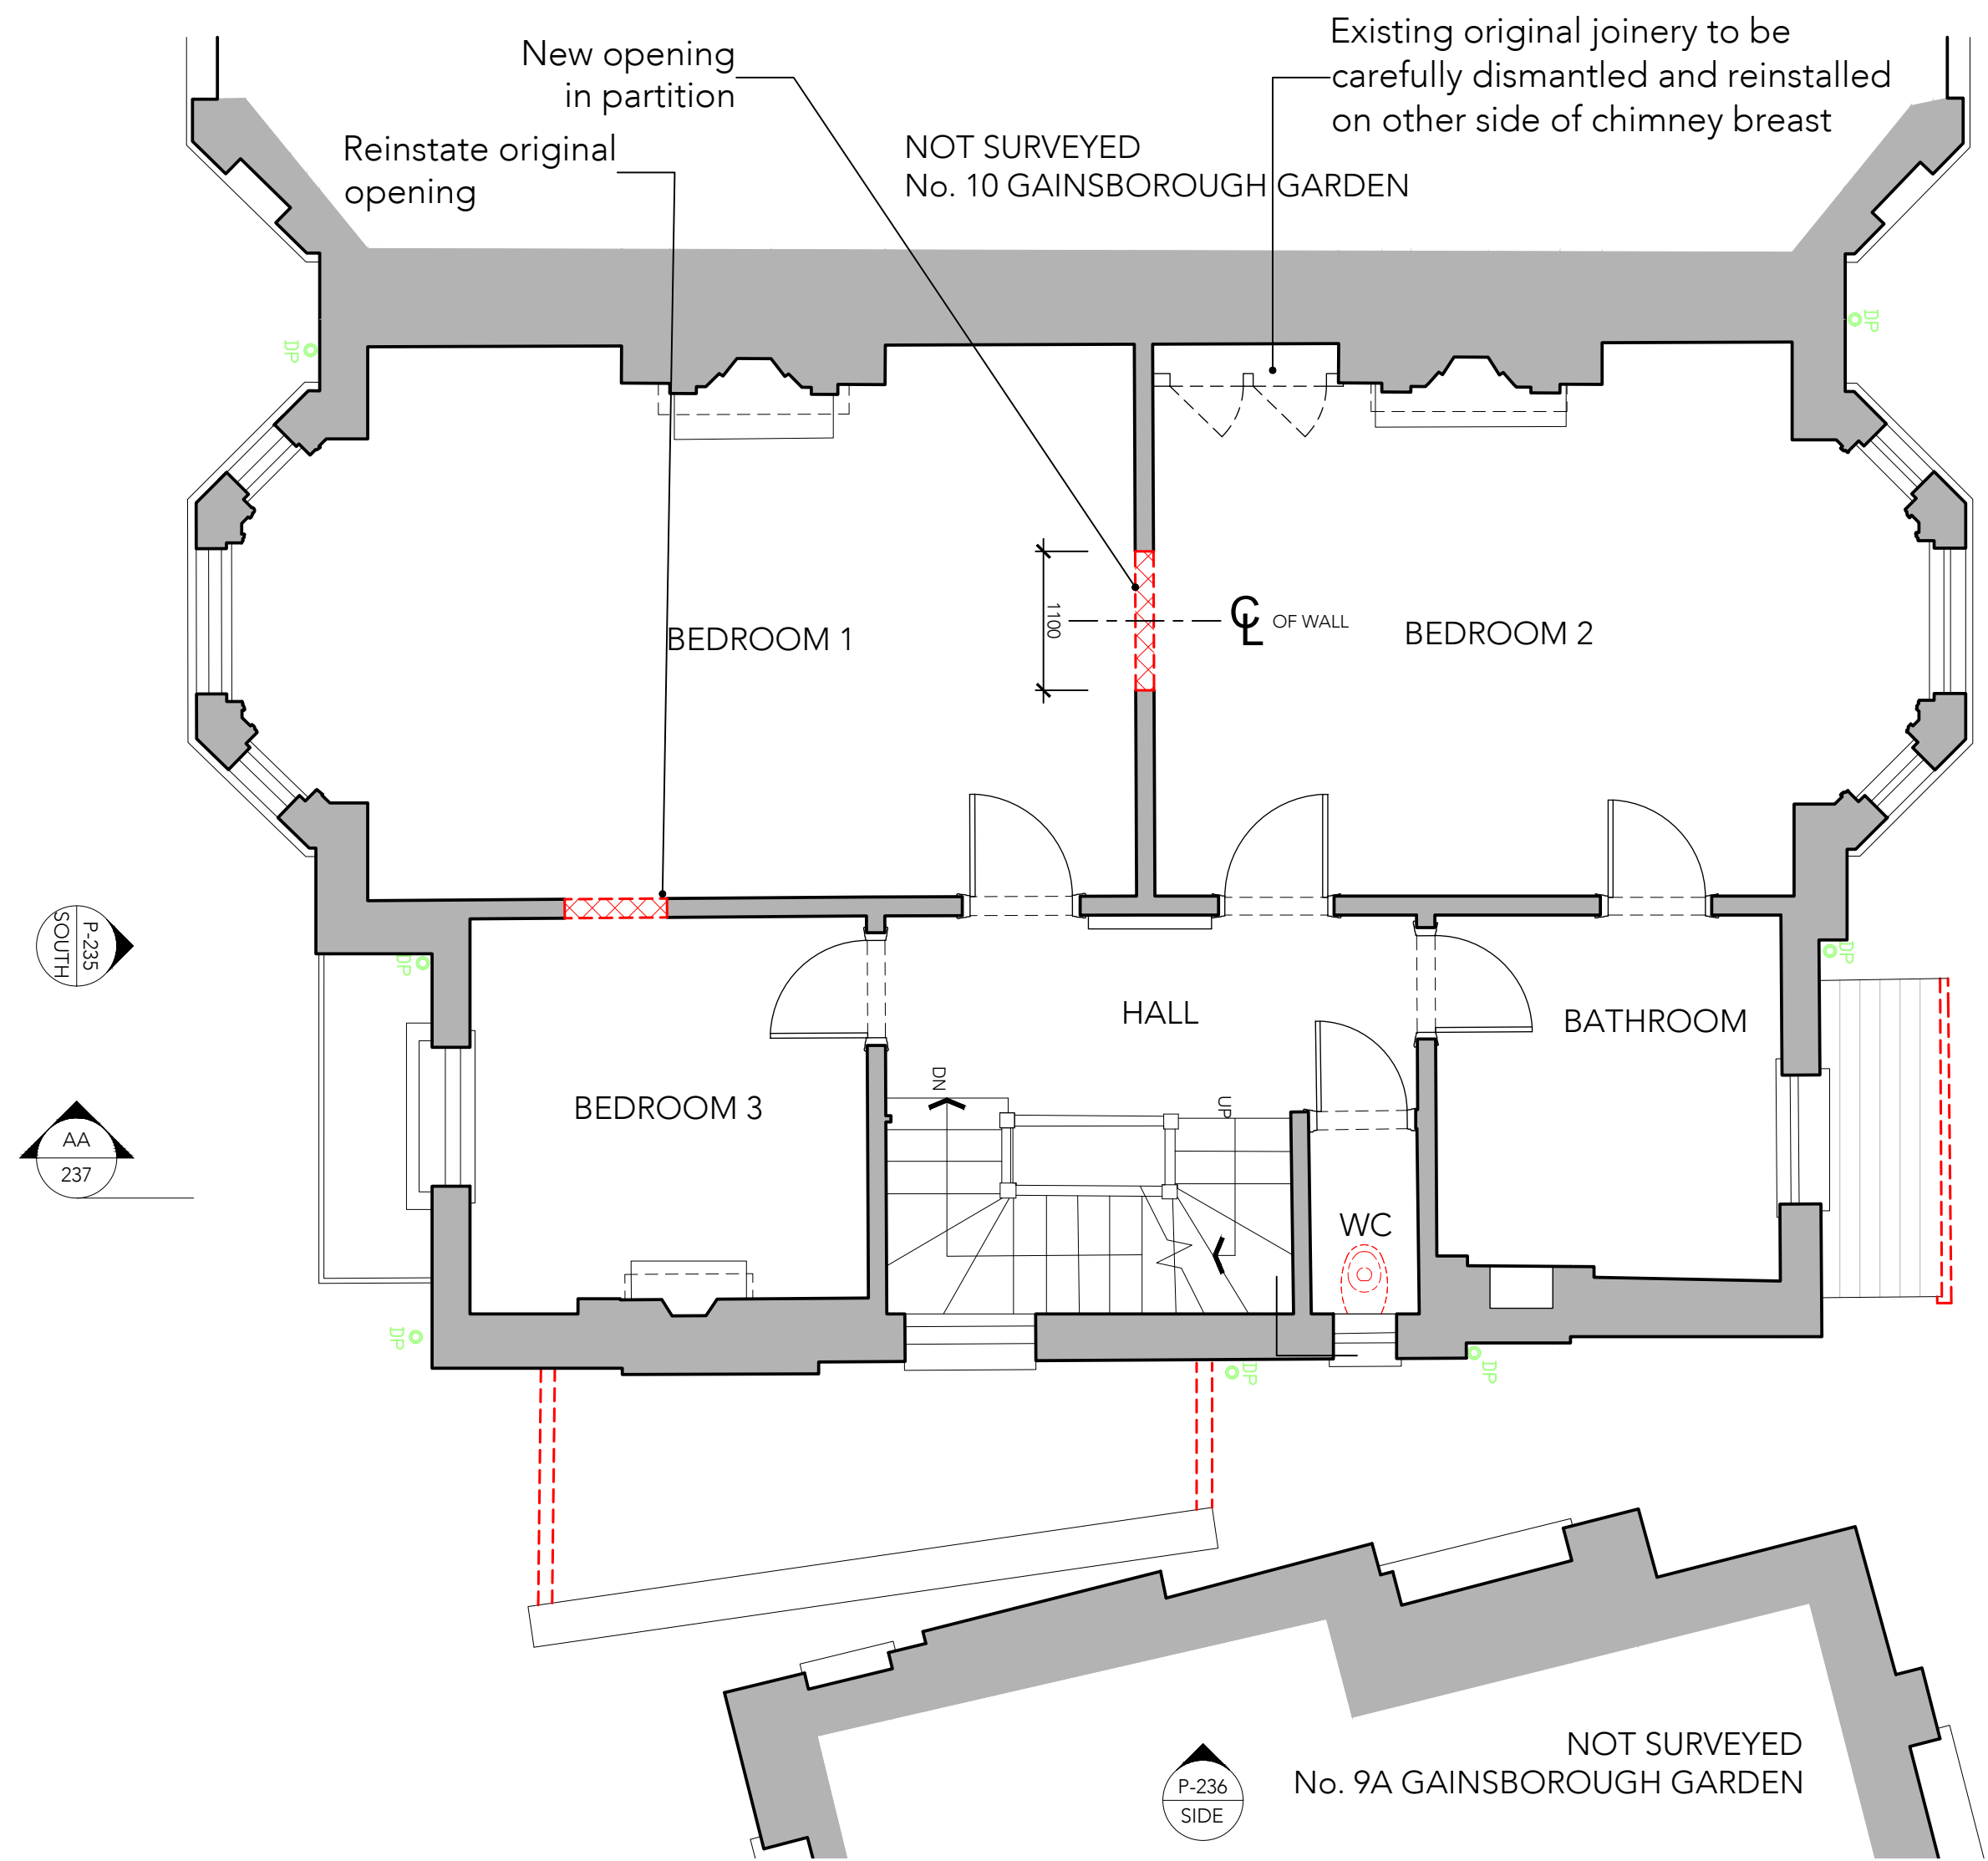 New opening
in partition
Existing original joinery to be
carefully dismantled and reinstalled
on other side of chimney breast
Reinstate original
opening
NOT SURVEYED
No. 10 GAINSBOROUGH GARDEN
DP
DP
1100
CL OF WALL
BEDROOM 1
BEDROOM 2
P-235
SOUTH
DP
DP
HALL
BATHROOM
DN
UP
BEDROOM 3
AA
237
WC
DP
DP
DP
NOT SURVEYED
No. 9A GAINSBOROUGH GARDEN
P-236
SIDE